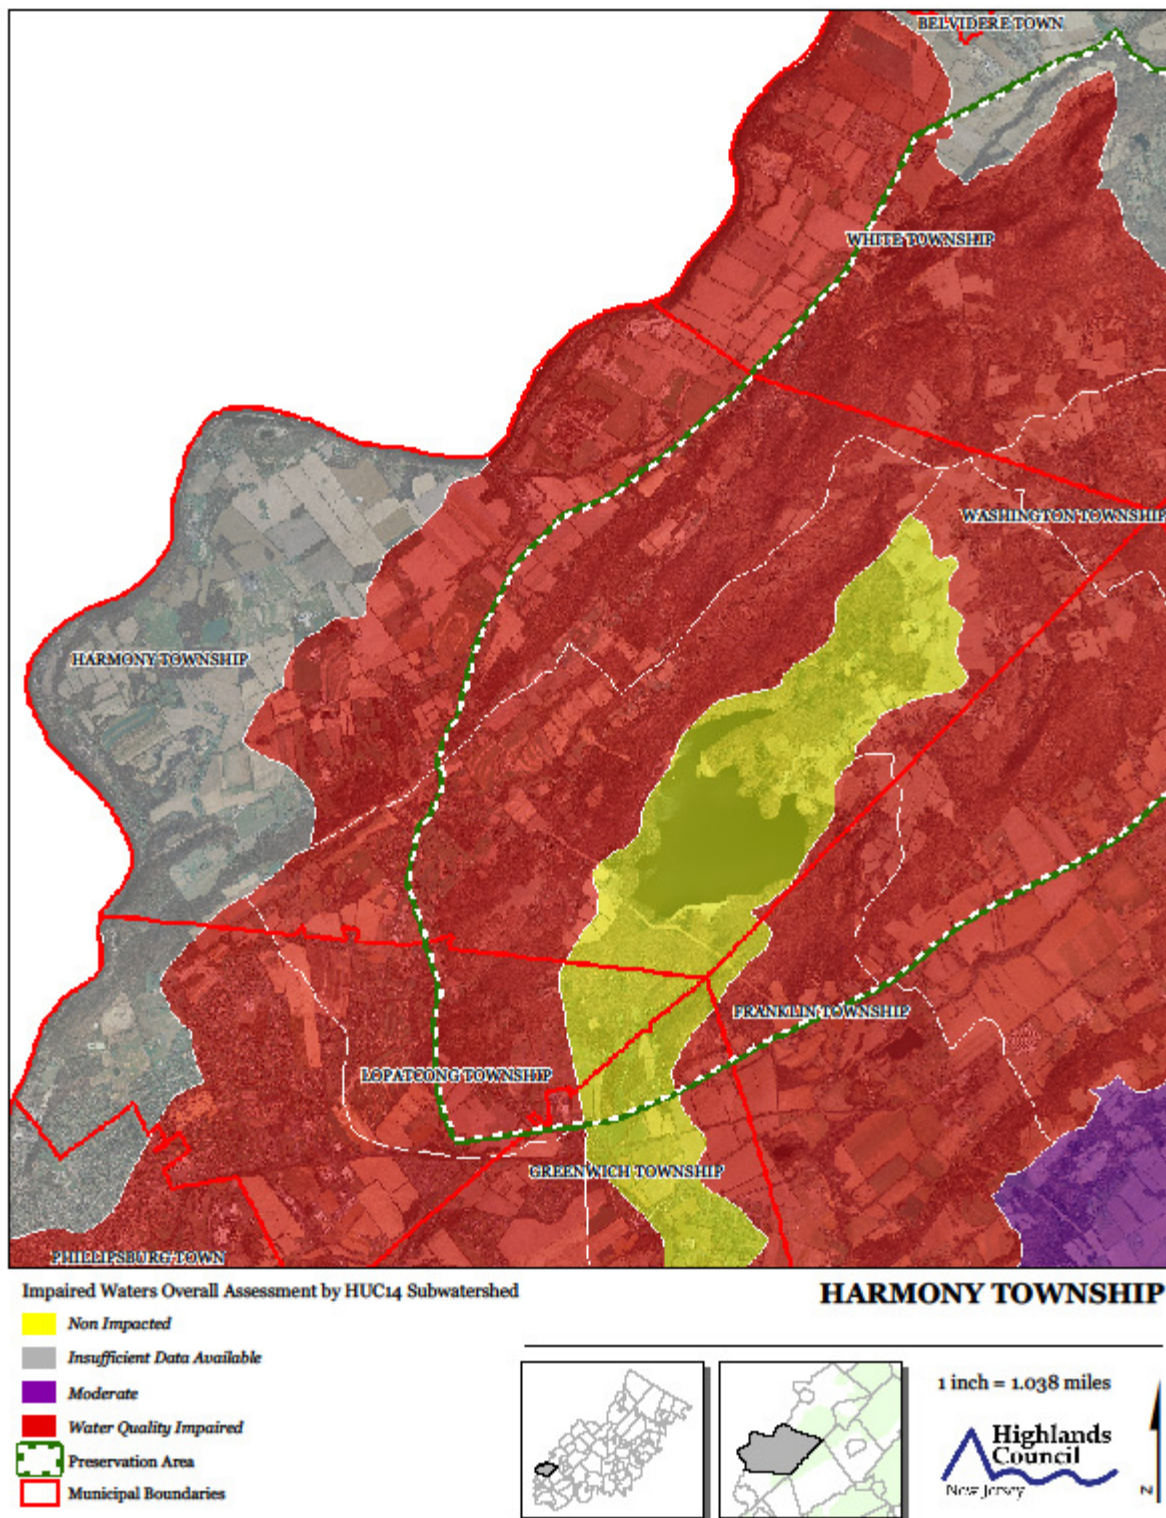 BELVIDERE TOWN
WHITE TOWNSHIP
WASHINGTON TOWNSHIP
HARMONY TOWNSHIP
FRANKLIN TOWNSHIP
LOPATCONG TOWNSHIP
GREENWICH TOWNSHIP
PHILLIPSBURG TOWN
Impaired Waters Overall Assessment by HUC14 Subwatershed
Non Impacted
Insufficient Data Available
Moderate
Water Quality Impaired
Preservation Area
Municipal Boundaries
HARMONY TOWNSHIP
1 inch = 1.038 miles
Highlands
Council
New Jersey
N